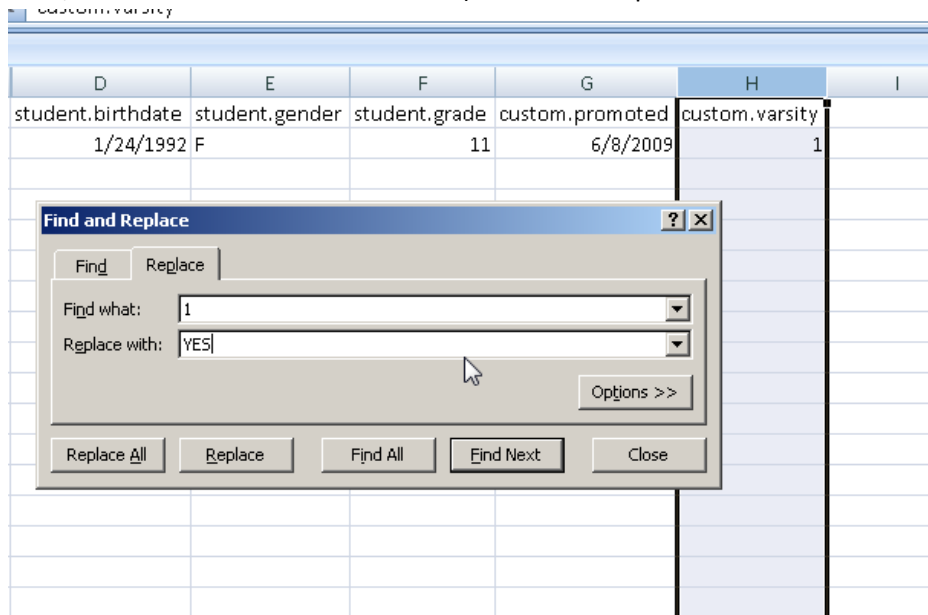 custom.varsity
D E F G H I
student.birthdate student.gender student.grade custom.promoted custom.varsity
1/24/1992 F 11 6/8/2009 1
Find and Replace ? X
Find Replace
Find what: 1
Replace with: YES
Options >>
Replace All Replace Find All Find Next Close